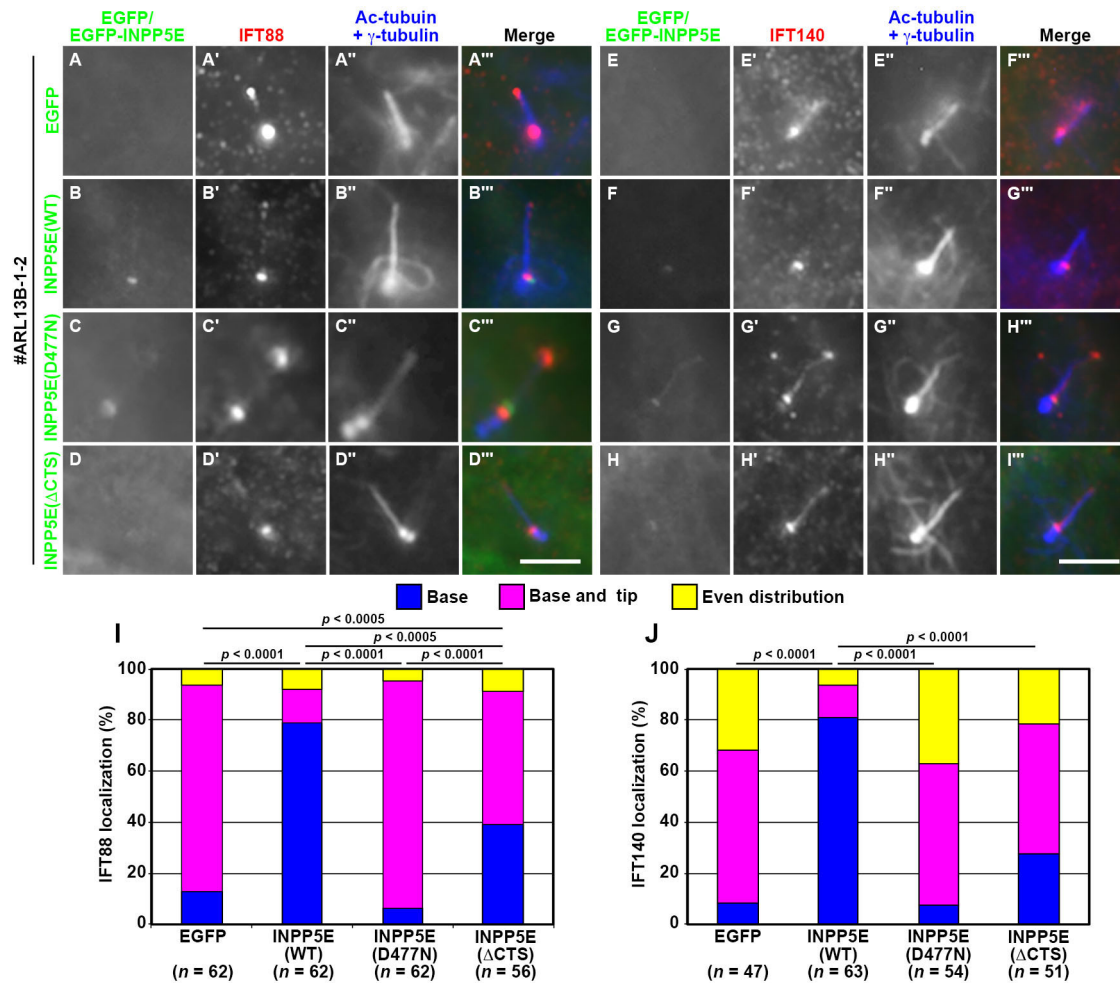 EGFP/
EGFP-INPP5E
IFT88
Ac-tubuin
+ γ-tubulin
Merge
EGFP/
EGFP-INPP5E
IFT140
Ac-tubuin
+ γ-tubulin
Merge
#ARL13B-1-2
EGFP
A A' A'' A''' E E' E'' F'''
INPP5E(WT)
B B' B'' B''' F F' F'' G'''
INPP5E(D477N)
C C' C'' C''' G G' G'' H'''
INPP5E(ΔCTS)
D D' D'' D''' H H' H'' I'''
Base Base and tip Even distribution
I
p < 0.0005
p < 0.0005
p < 0.0001 p < 0.0001 p < 0.0001
IFT88 localization (%)
100
80
60
40
20
0
EGFP
(n = 62)
INPP5E
(WT)
(n = 62)
INPP5E
(D477N)
(n = 62)
INPP5E
(ΔCTS)
(n = 56)
J
p < 0.0001
p < 0.0001 p < 0.0001
IFT140 localization (%)
100
80
60
40
20
0
EGFP
(n = 47)
INPP5E
(WT)
(n = 63)
INPP5E
(D477N)
(n = 54)
INPP5E
(ΔCTS)
(n = 51)